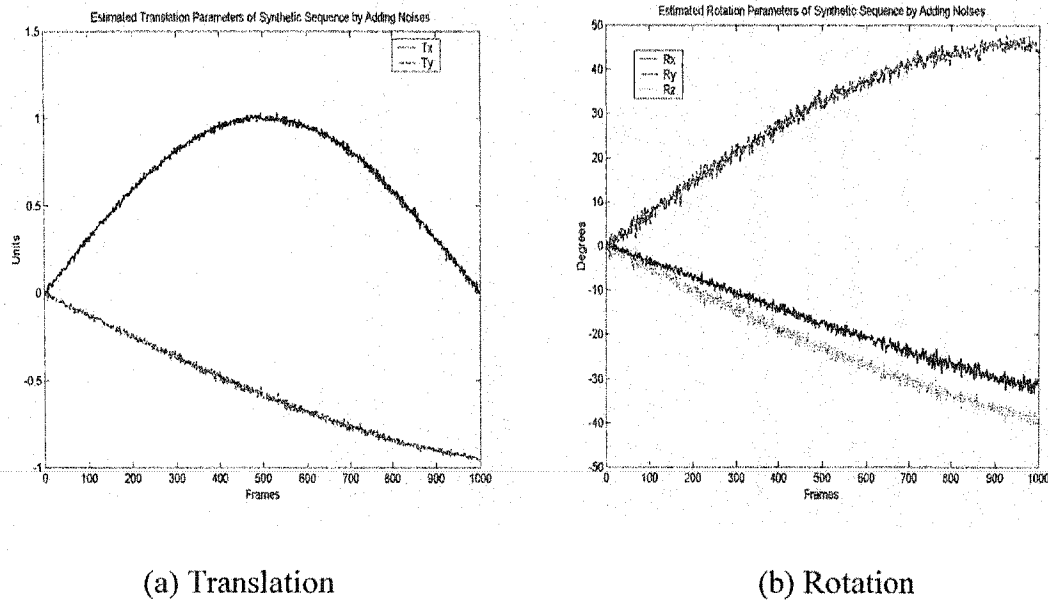 Estimated Translation Parameters of Synthetic Sequence by Adding Noises
1.5
1
0.5
0
-0.5
-1
Units
Tx
Ty
0 100 200 300 400 500 600 700 800 900 1000
Frames
(a) Translation
Estimated Rotation Parameters of Synthetic Sequence by Adding Noises
50
40
30
20
10
0
-10
-20
-30
-40
-50
Degrees
Rx
Ry
Rz
0 100 200 300 400 500 600 700 800 900 1000
Frames
(b) Rotation